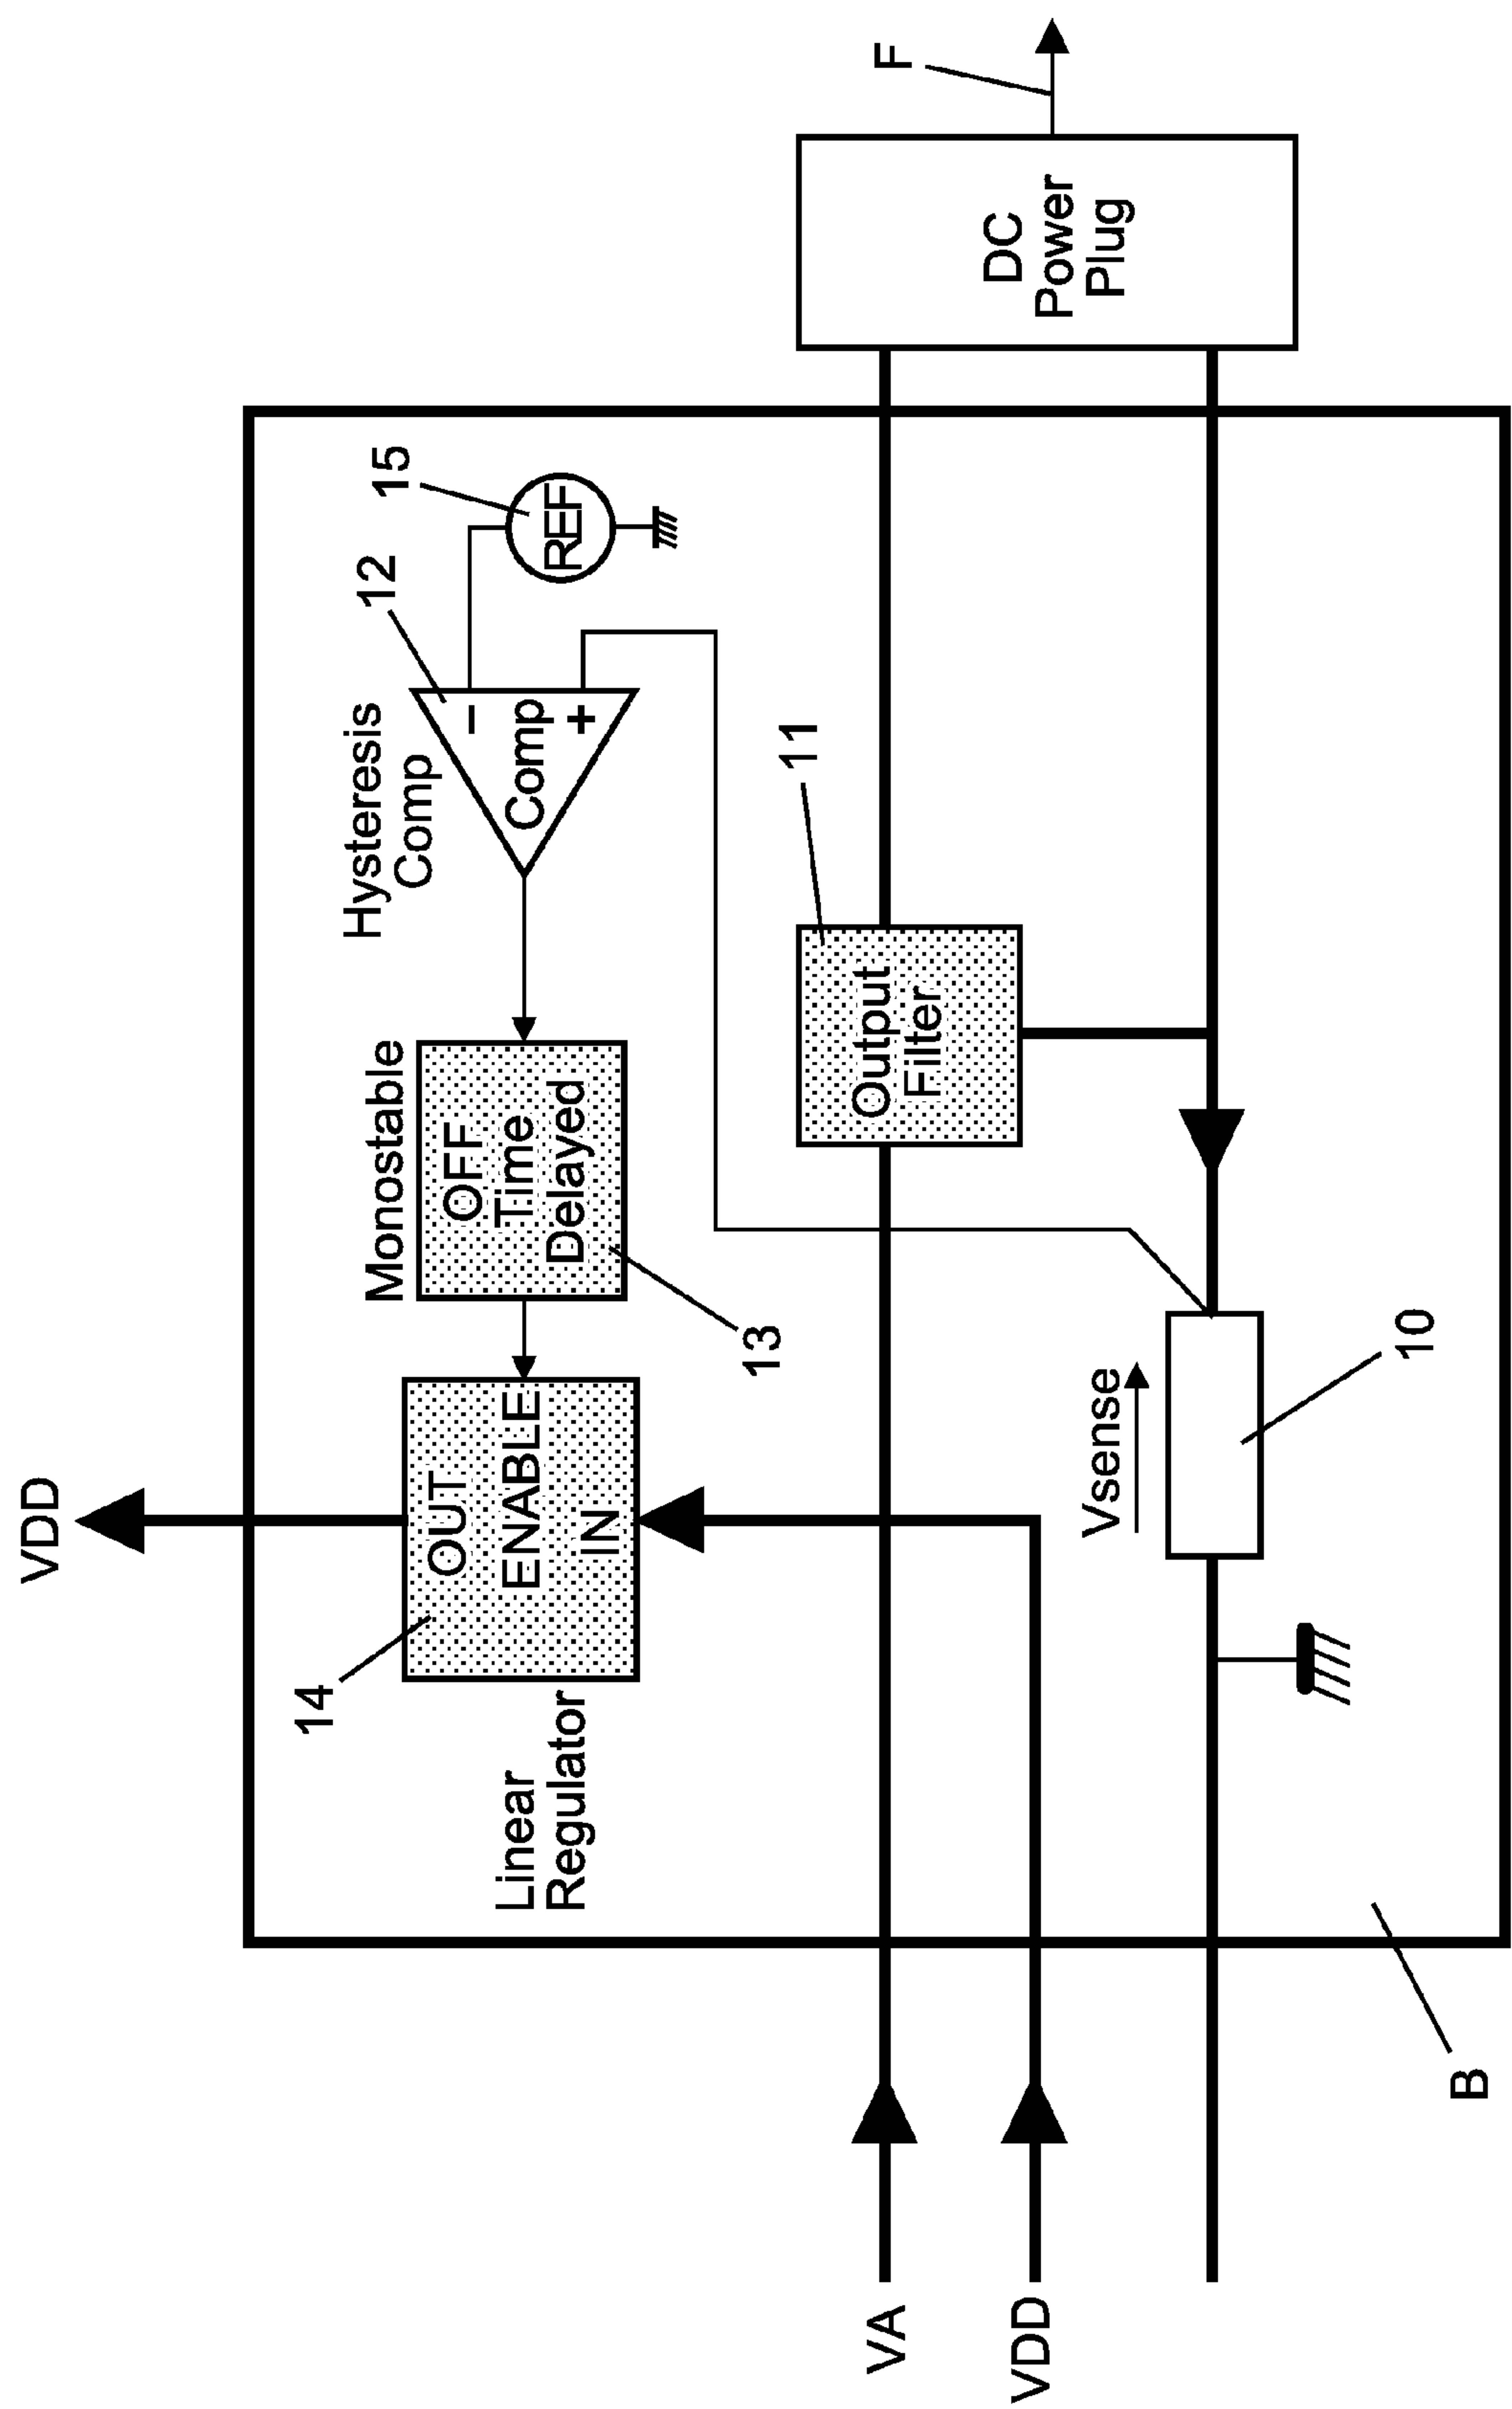 VDD
14
OUT
ENABLE
IN
Linear
Regulator
Monostable
OFF
Time
Delayed
13
Hysteresis
Comp
12
−
Comp
+
15
REF
11
Output
Filter
F
DC
Power
Plug
VA
VDD
Vsense
10
B